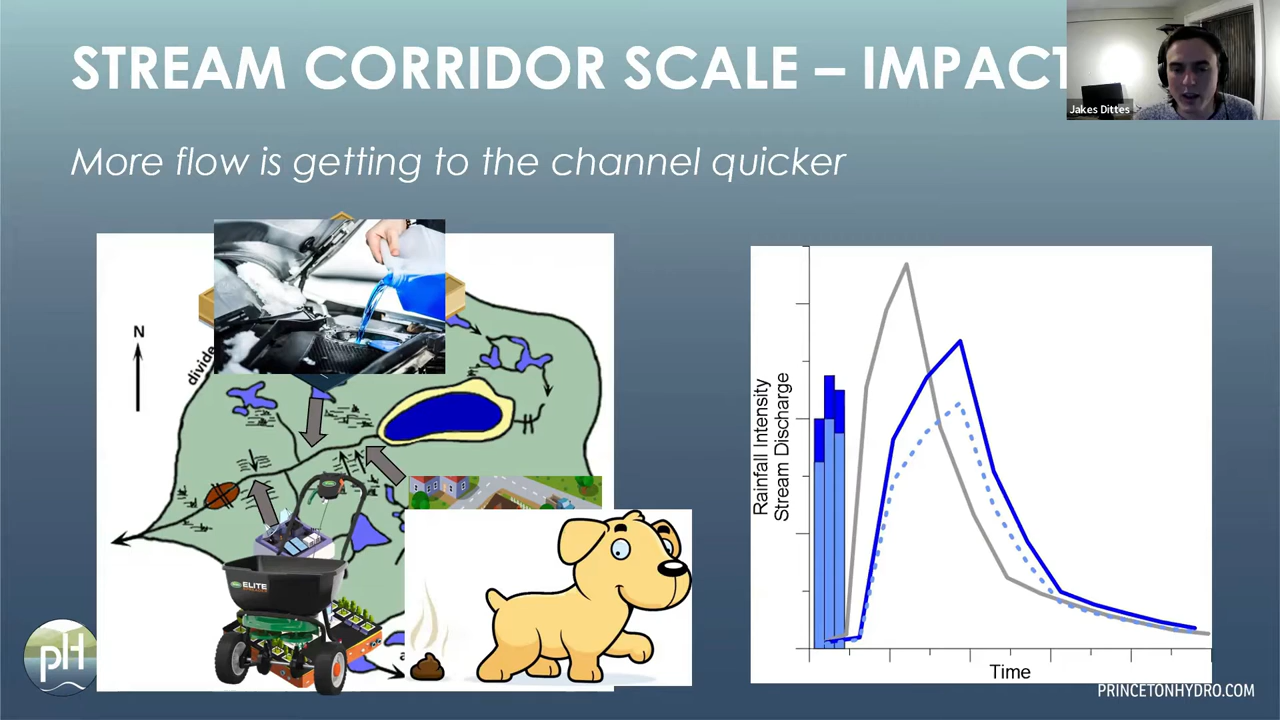 STREAM CORRIDOR SCALE – IMPACT
Jakes Dittes
More flow is getting to the channel quicker
N
divide
ELITE
Rainfall Intensity
Stream Discharge
Time
pH
PRINCETONHYDRO.COM